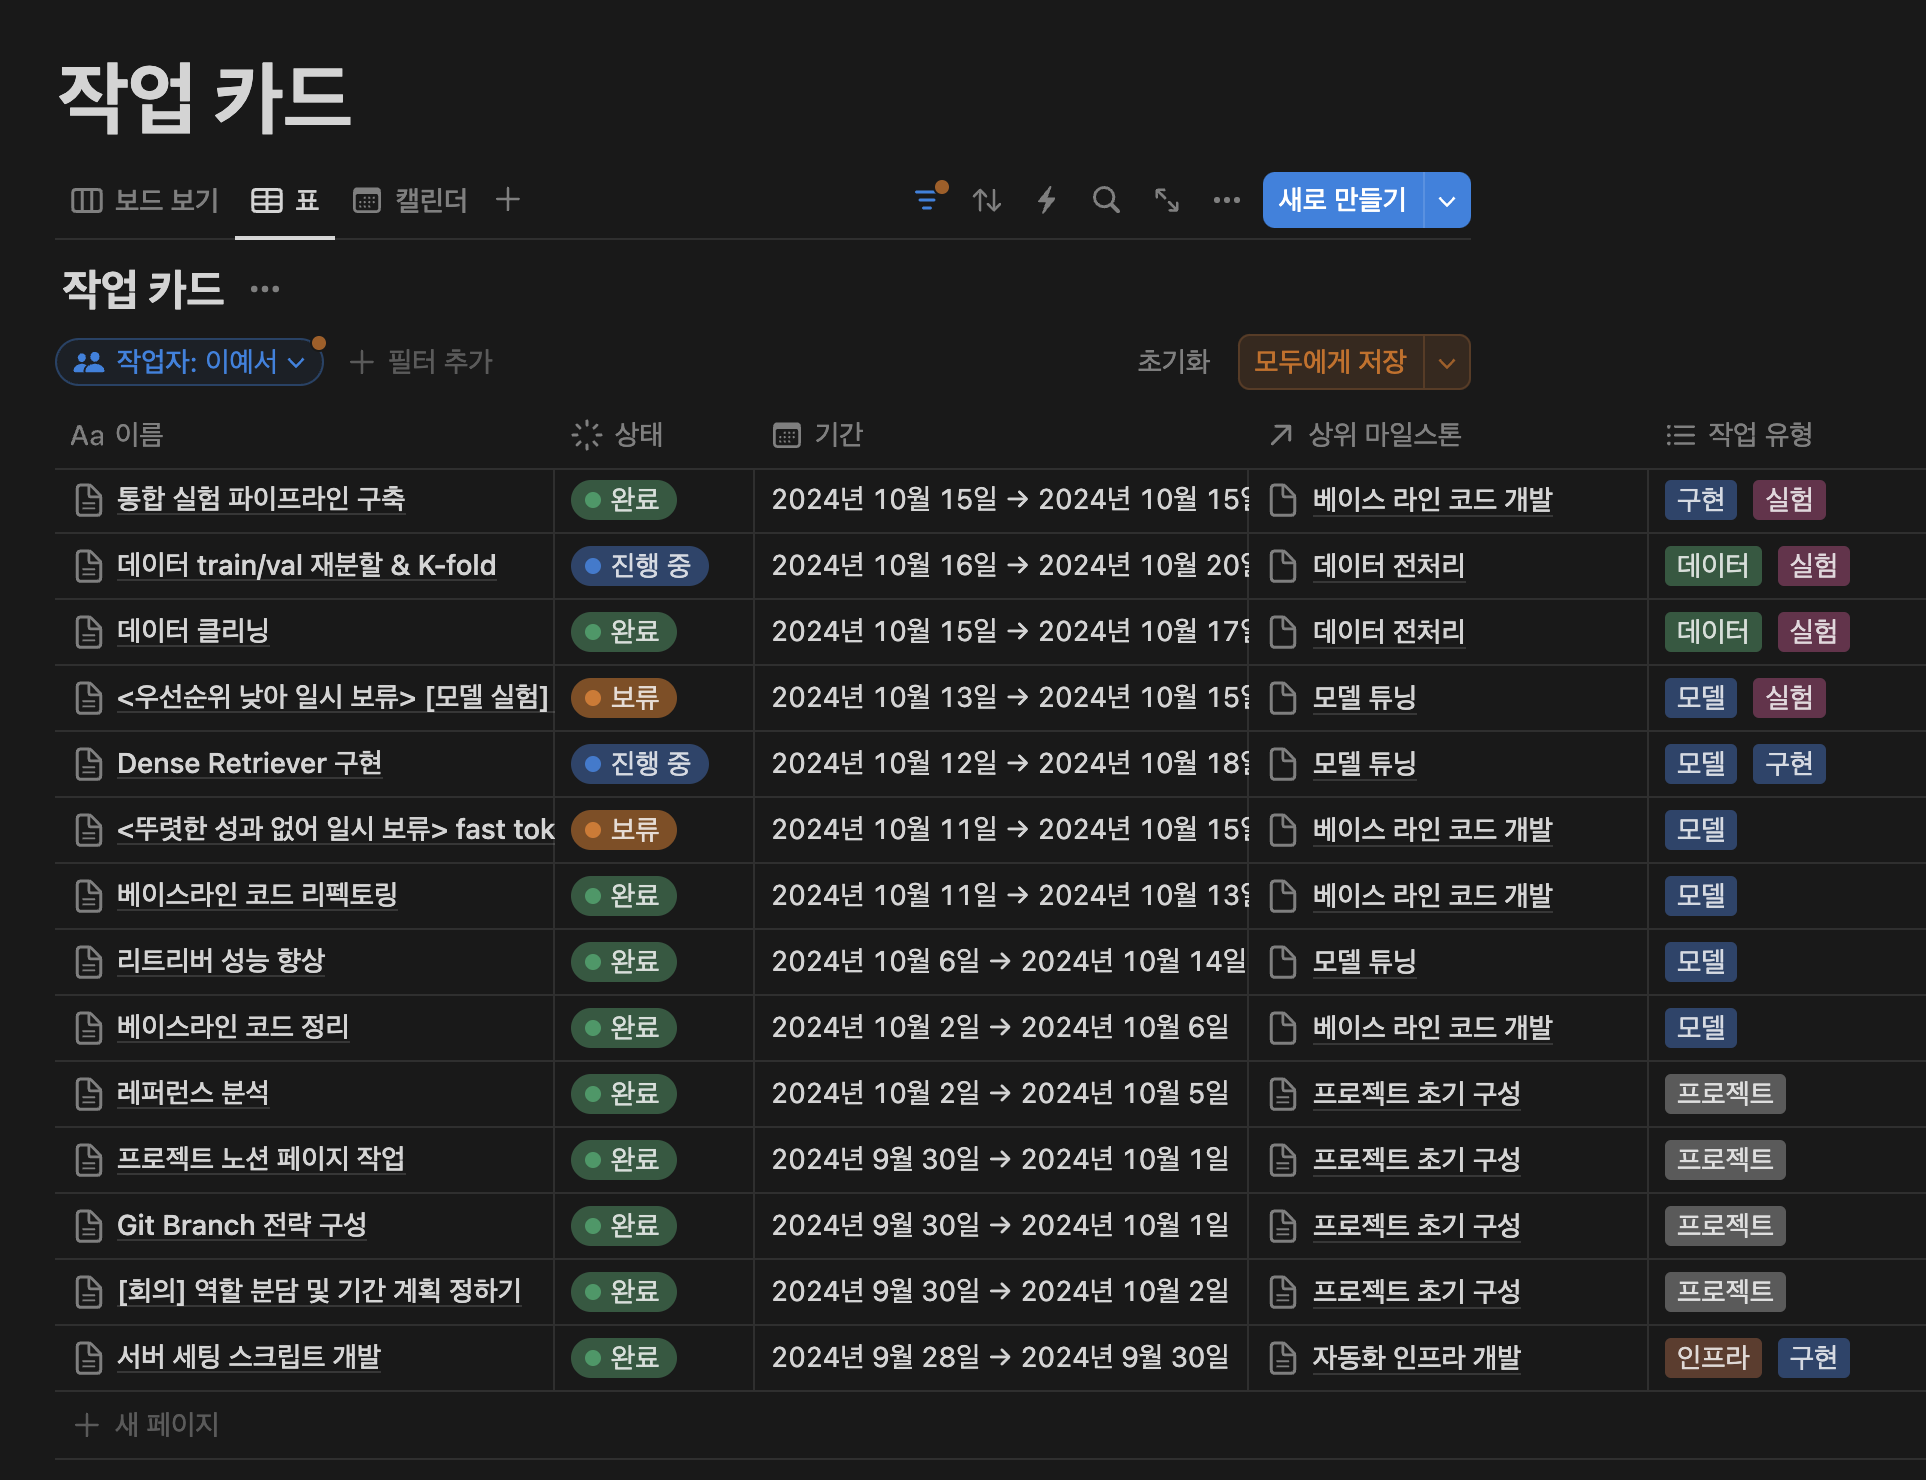 작업 카드
보드 보기 표 캘린더 새로 만들기
작업 카드
작업자: 이예서 필터 추가 초기화 모두에게 저장
Aa 이름 상태 기간 상위 마일스톤 작업 유형
통합 실험 파이프라인 구축 완료 2024년 10월 15일 → 2024년 10월 15일 베이스 라인 코드 개발 구현 실험
데이터 train/val 재분할 & K-fold 진행 중 2024년 10월 16일 → 2024년 10월 20일 데이터 전처리 데이터 실험
데이터 클리닝 완료 2024년 10월 15일 → 2024년 10월 17일 데이터 전처리 데이터 실험
<우선순위 낮아 일시 보류> [모델 실험] 보류 2024년 10월 13일 → 2024년 10월 15일 모델 튜닝 모델 실험
Dense Retriever 구현 진행 중 2024년 10월 12일 → 2024년 10월 18일 모델 튜닝 모델 구현
<뚜렷한 성과 없어 일시 보류> fast tok 보류 2024년 10월 11일 → 2024년 10월 15일 베이스 라인 코드 개발 모델
베이스라인 코드 리펙토링 완료 2024년 10월 11일 → 2024년 10월 13일 베이스 라인 코드 개발 모델
리트리버 성능 향상 완료 2024년 10월 6일 → 2024년 10월 14일 모델 튜닝 모델
베이스라인 코드 정리 완료 2024년 10월 2일 → 2024년 10월 6일 베이스 라인 코드 개발 모델
레퍼런스 분석 완료 2024년 10월 2일 → 2024년 10월 5일 프로젝트 초기 구성 프로젝트
프로젝트 노션 페이지 작업 완료 2024년 9월 30일 → 2024년 10월 1일 프로젝트 초기 구성 프로젝트
Git Branch 전략 구성 완료 2024년 9월 30일 → 2024년 10월 1일 프로젝트 초기 구성 프로젝트
[회의] 역할 분담 및 기간 계획 정하기 완료 2024년 9월 30일 → 2024년 10월 2일 프로젝트 초기 구성 프로젝트
서버 세팅 스크립트 개발 완료 2024년 9월 28일 → 2024년 9월 30일 자동화 인프라 개발 인프라 구현
새 페이지